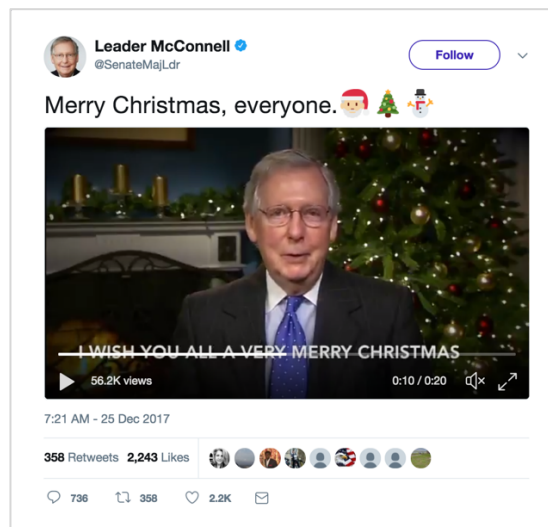 Leader McConnell
@SenateMajLdr
Follow
Merry Christmas, everyone.🎅🎄⛄
I WISH YOU ALL A VERY MERRY CHRISTMAS
56.2K views
0:10 / 0:20
7:21 AM - 25 Dec 2017
358 Retweets 2,243 Likes
736 358 2.2K